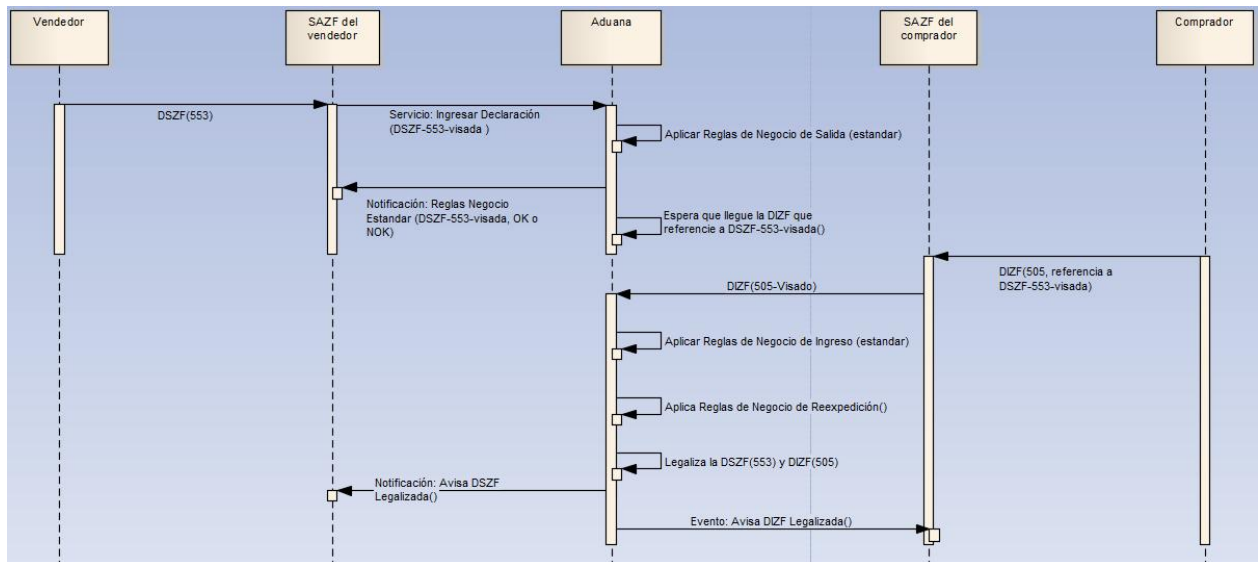 Vendedor
SAZF del
vendedor
Aduana
SAZF del
comprador
Comprador
DSZF(553)
Servicio: Ingresar Declaración
(DSZF-553-visada )
Aplicar Reglas de Negocio de Salida (estandar)
Notificación: Reglas Negocio
Estandar (DSZF-553-visada, OK o
NOK)
Espera que llegue la DIZF que
referencie a DSZF-553-visada()
DIZF(505, referencia a
DSZF-553-visada)
DIZF(505-Visado)
Aplicar Reglas de Negocio de Ingreso (estandar)
Aplica Reglas de Negocio de Reexpedición()
Legaliza la DSZF(553) y DIZF(505)
Notificación: Avisa DSZF
Legalizada()
Evento: Avisa DIZF Legalizada()